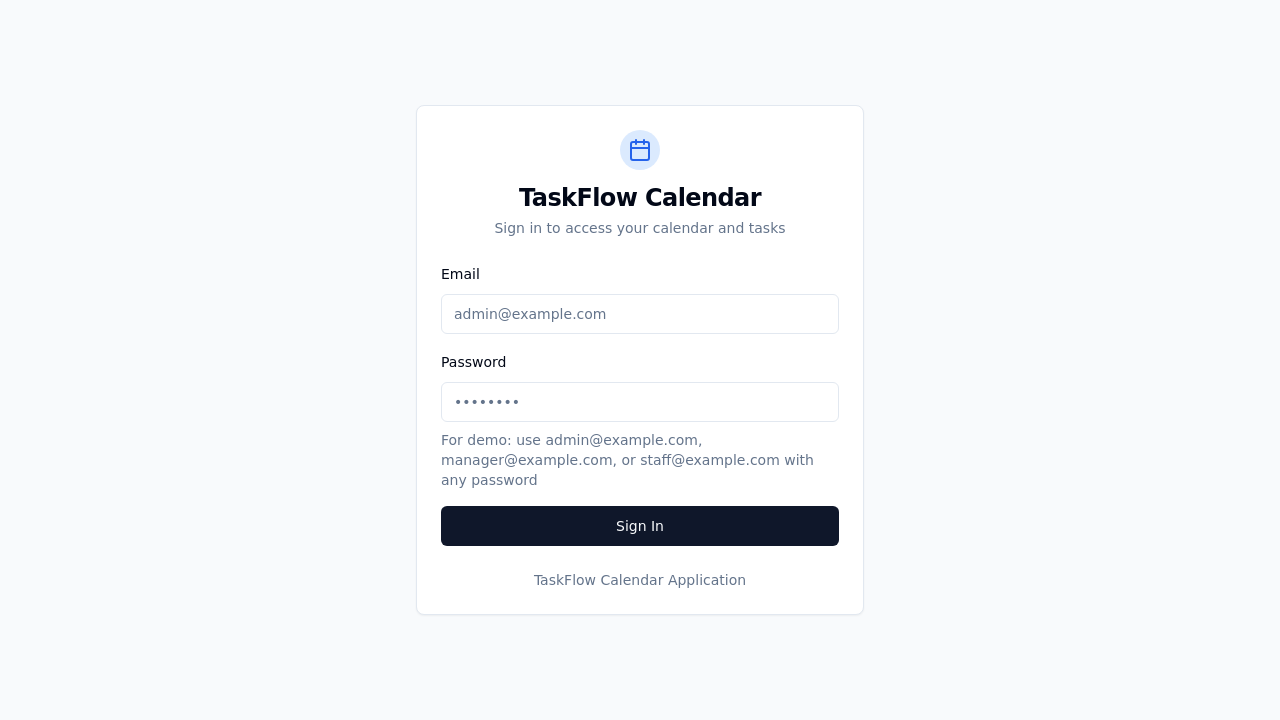 TaskFlow Calendar
Sign in to access your calendar and tasks
Email
admin@example.com
Password
••••••••
For demo: use admin@example.com,
manager@example.com, or staff@example.com with
any password
Sign In
TaskFlow Calendar Application